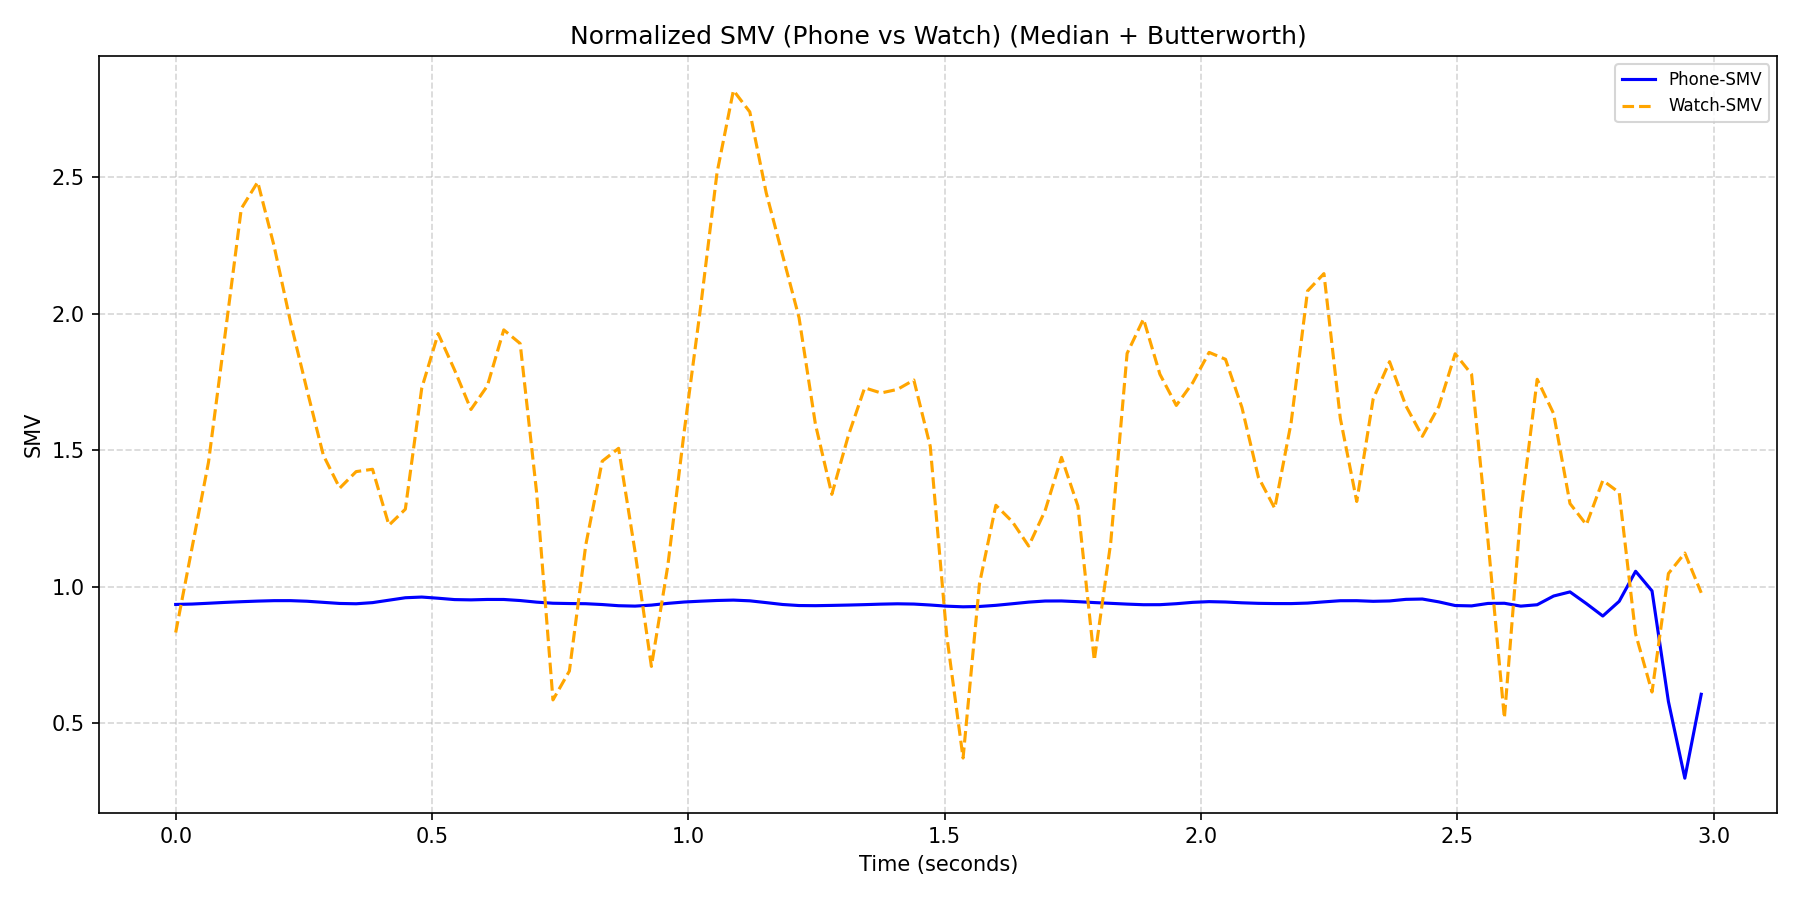 Normalized SMV (Phone vs Watch) (Median + Butterworth)
Phone-SMV
Watch-SMV
SMV
2.5
2.0
1.5
1.0
0.5
0.0 0.5 1.0 1.5 2.0 2.5 3.0
Time (seconds)